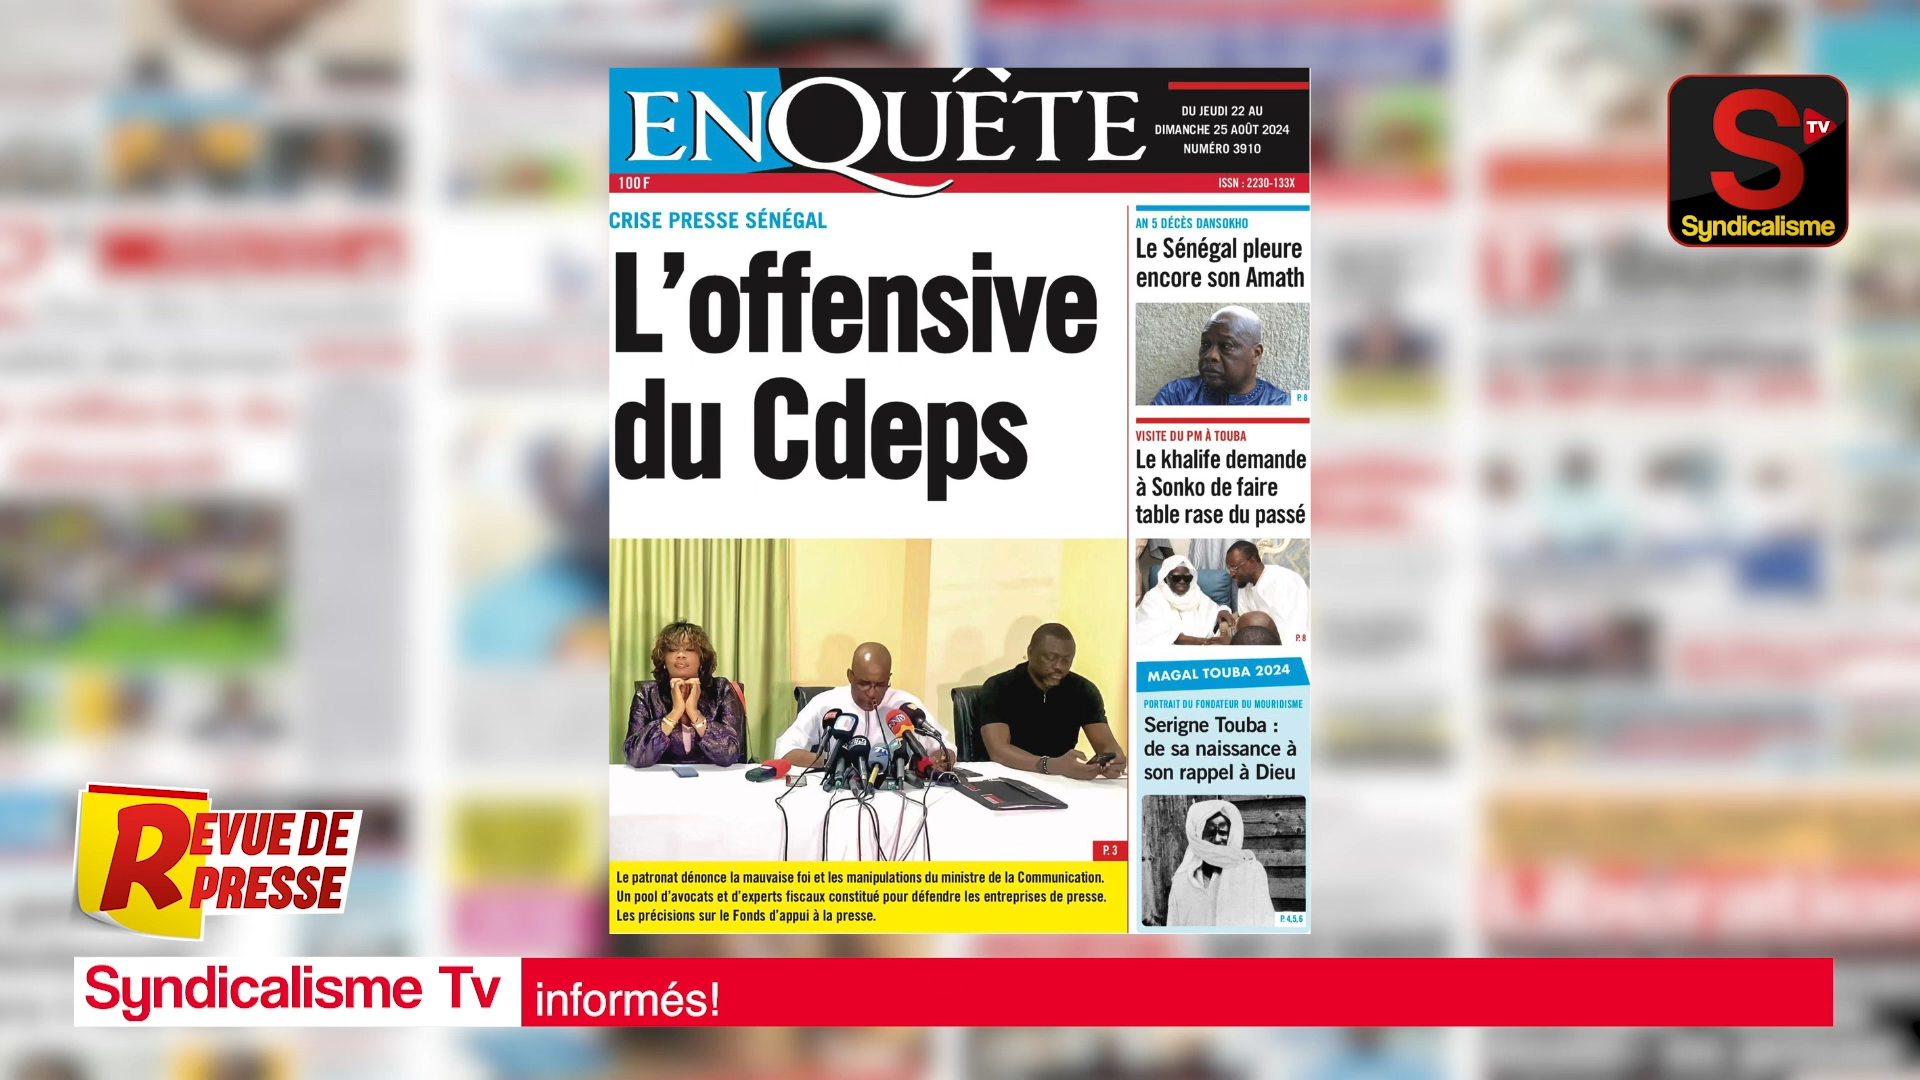 ENQUÊTE
DU JEUDI 22 AU
DIMANCHE 25 AOÛT 2024
NUMÉRO 3910
100 F
ISSN : 2230-133X
CRISE PRESSE SÉNÉGAL
L'offensive
du Cdeps
P. 3
Le patronat dénonce la mauvaise foi et les manipulations du ministre de la Communication.
Un pool d'avocats et d'experts fiscaux constitué pour défendre les entreprises de presse.
Les précisions sur le Fonds d'appui à la presse.
AN 5 DÉCÈS DANSOKHO
Le Sénégal pleure
encore son Amath
P. 8
VISITE DU PM À TOUBA
Le khalife demande
à Sonko de faire
table rase du passé
P. 8
MAGAL TOUBA 2024
PORTRAIT DU FONDATEUR DU MOURIDISME
Serigne Touba :
de sa naissance à
son rappel à Dieu
P. 4,5,6
S TV
Syndicalisme
REVUE DE
PRESSE
Syndicalisme Tv
informés!